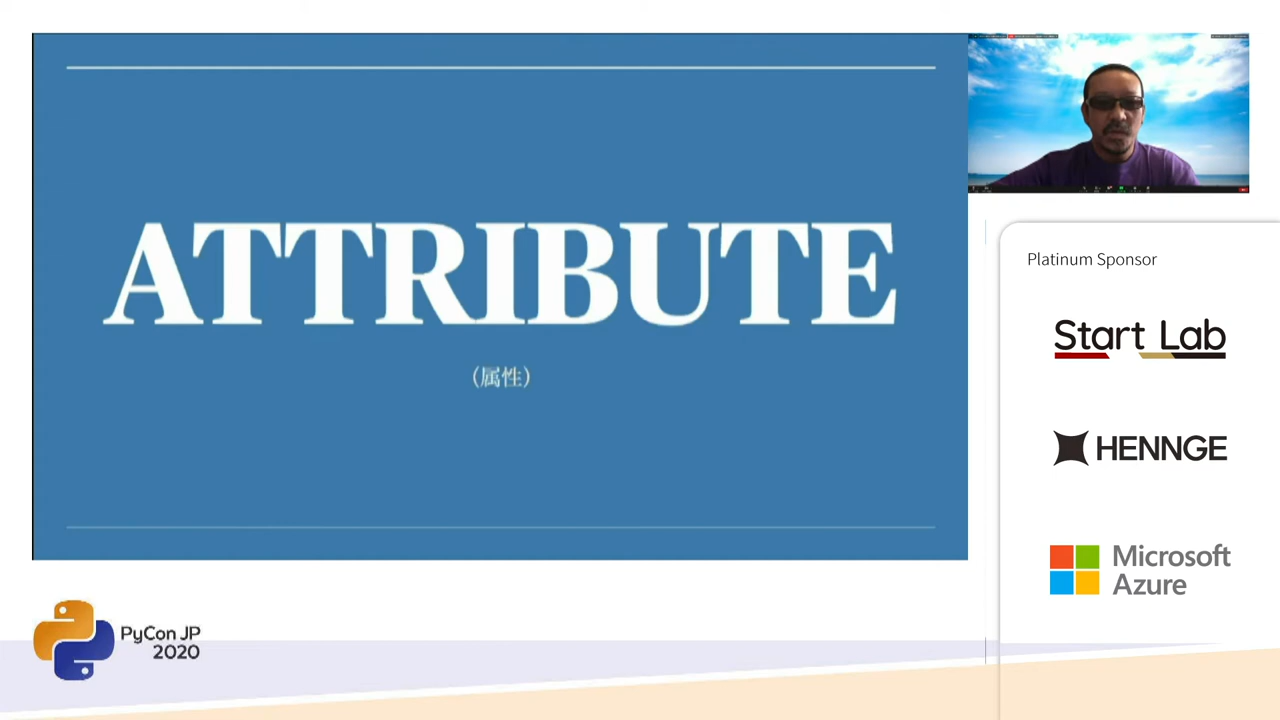 ATTRIBUTE
（属性）
Platinum Sponsor
Start Lab
HENNGE
Microsoft
Azure
PyCon JP
2020